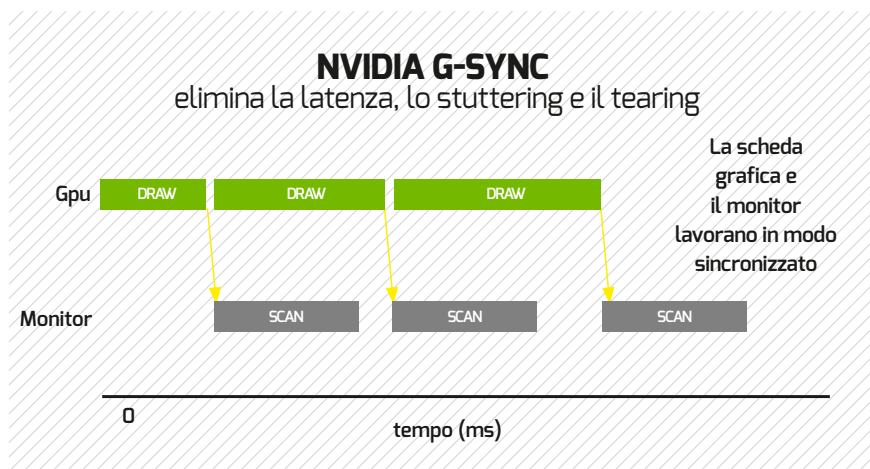 NVIDIA G-SYNC
elimina la latenza, lo stuttering e il tearing
La scheda
grafica e
il monitor
lavorano in modo
sincronizzato
Gpu
DRAW
DRAW
DRAW
Monitor
SCAN
SCAN
SCAN
0
tempo (ms)